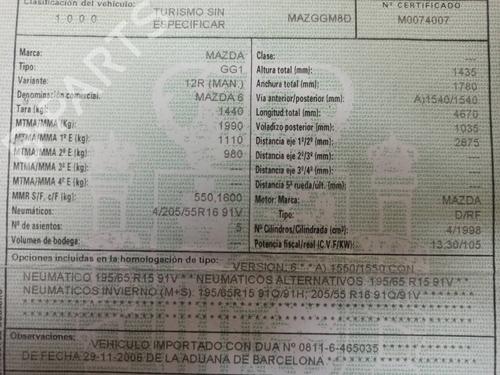 Clasificación del vehículo: Nº CERTIFICADO
1.0 0 0 TURISMO SIN ESPECIFICAR MAZGGM8D M0074007
Marca: MAZDA
Tipo: GG1
Variante: 12R (MAN.)
Denominación comercial: MAZDA 6
Tara (kg): 1440
MTMA/MMA (Kg): 1990
MTMA/MMA 1º E (kg): 1110
MTMA/MMA 2º E (kg): 980
MTMA/MMA 3º E (kg): ---
MTMA/MMA 4º E (kg): ---
MMR S/F, c/F (kg): 550,1600
Neumáticos: 4/205/55R16 91V
Nº de asientos: 5
Volumen de bodega: ---
Clase: ---
Altura total (mm): 1435
Anchura total (mm): 1780
Vía anterior/posterior (mm): A)1540/1540
Longitud total (mm): 4670
Voladizo posterior (mm): 1035
Distancia eje 1º/2º (mm): 2675
Distancia eje 2º/3º (mm): ---
Distancia eje 3º/4º (mm): ---
Distancia 5ª rueda/ult. (mm): ---
Motor: Marca: MAZDA
Tipo: D/RF
Nº Cilindros/Cilindrada (cm³): 4/1998
Potencia fiscal/real (C.V.F/KW): 13,30/105
Opciones incluidas en la homologación de tipo: VERSION: 6 * * A) 1550/1550 CON
NEUMATICO 195/65 R15 91V * * NEUMATICOS ALTERNATIVOS: 195/65 R15 91V *
NEUMATICOS INVIERNO (M+S): 195/65R15 91Q/91H; 205/55 R16 91Q/91V
Observaciones: VEHICULO IMPORTADO CON DUA Nº 0811-6-465035
DE FECHA 29-11-2006 DE LA ADUANA DE BARCELONA